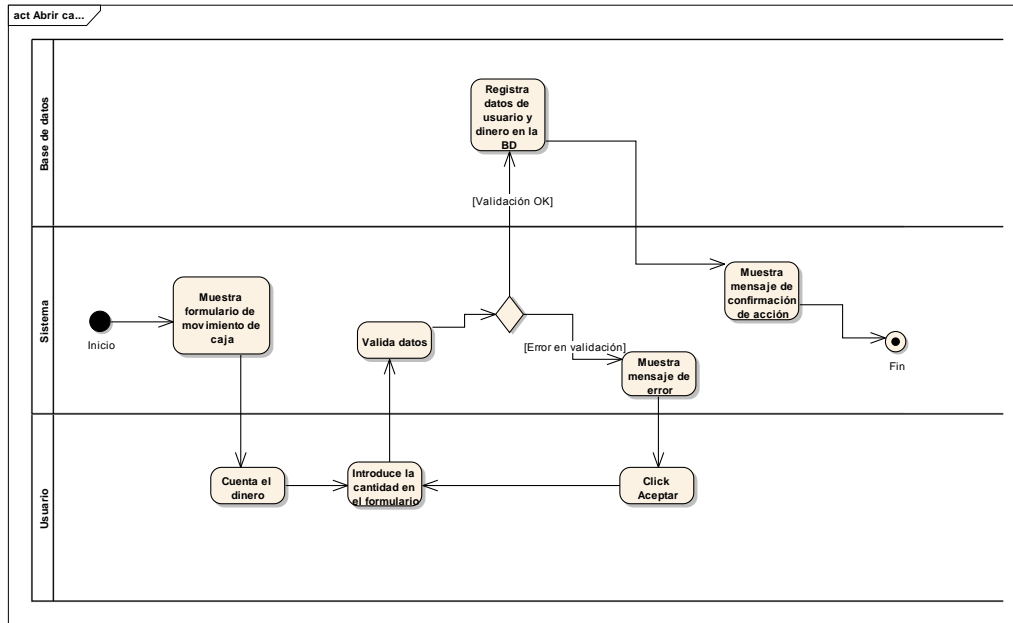 act Abrir ca...
Base de datos
Registra
datos de
usuario y
dinero en la
BD
[Validación OK]
Sistema
Inicio
Muestra
formulario de
movimiento de
caja
Valida datos
[Error en validación]
Muestra
mensaje de
error
Muestra
mensaje de
confirmación
de acción
Fin
Usuario
Cuenta el
dinero
Introduce la
cantidad en
el formulario
Click
Aceptar